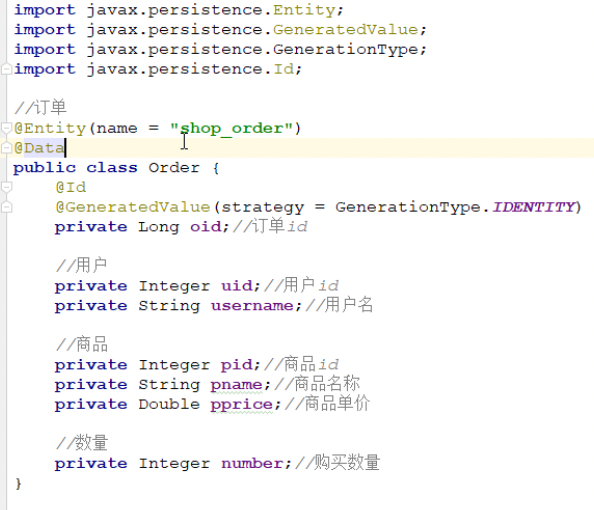 import javax.persistence.Entity;
import javax.persistence.GeneratedValue;
import javax.persistence.GenerationType;
import javax.persistence.Id;
//订单
@Entity(name = "shop_order")
@Data
public class Order {
@Id
@GeneratedValue(strategy = GenerationType.IDENTITY)
private Long oid;//订单id
//用户
private Integer uid;//用户id
private String username;//用户名
//商品
private Integer pid;//商品id
private String pname;//商品名称
private Double pprice;//商品单价
//数量
private Integer number;//购买数量
}